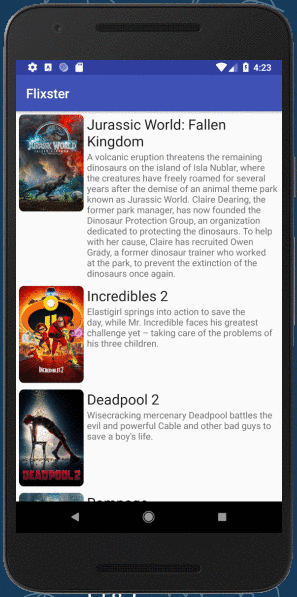 4:23
Flixster
JURASSIC WORLD
FALLEN KINGDOM
Jurassic World: Fallen
Kingdom
A volcanic eruption threatens the remaining
dinosaurs on the island of Isla Nublar, where
the creatures have freely roamed for several
years after the demise of an animal theme park
known as Jurassic World. Claire Dearing, the
former park manager, has now founded the
Dinosaur Protection Group, an organization
dedicated to protecting the dinosaurs. To help
with her cause, Claire has recruited Owen
Grady, a former dinosaur trainer who worked
at the park, to prevent the extinction of the
dinosaurs once again.
INCREDIBLES 2
Incredibles 2
Elastigirl springs into action to save the
day, while Mr. Incredible faces his greatest
challenge yet – taking care of the problems of
his three children.
DEADPOOL 2
Deadpool 2
Wisecracking mercenary Deadpool battles the
evil and powerful Cable and other bad guys to
save a boy's life.
Rampage